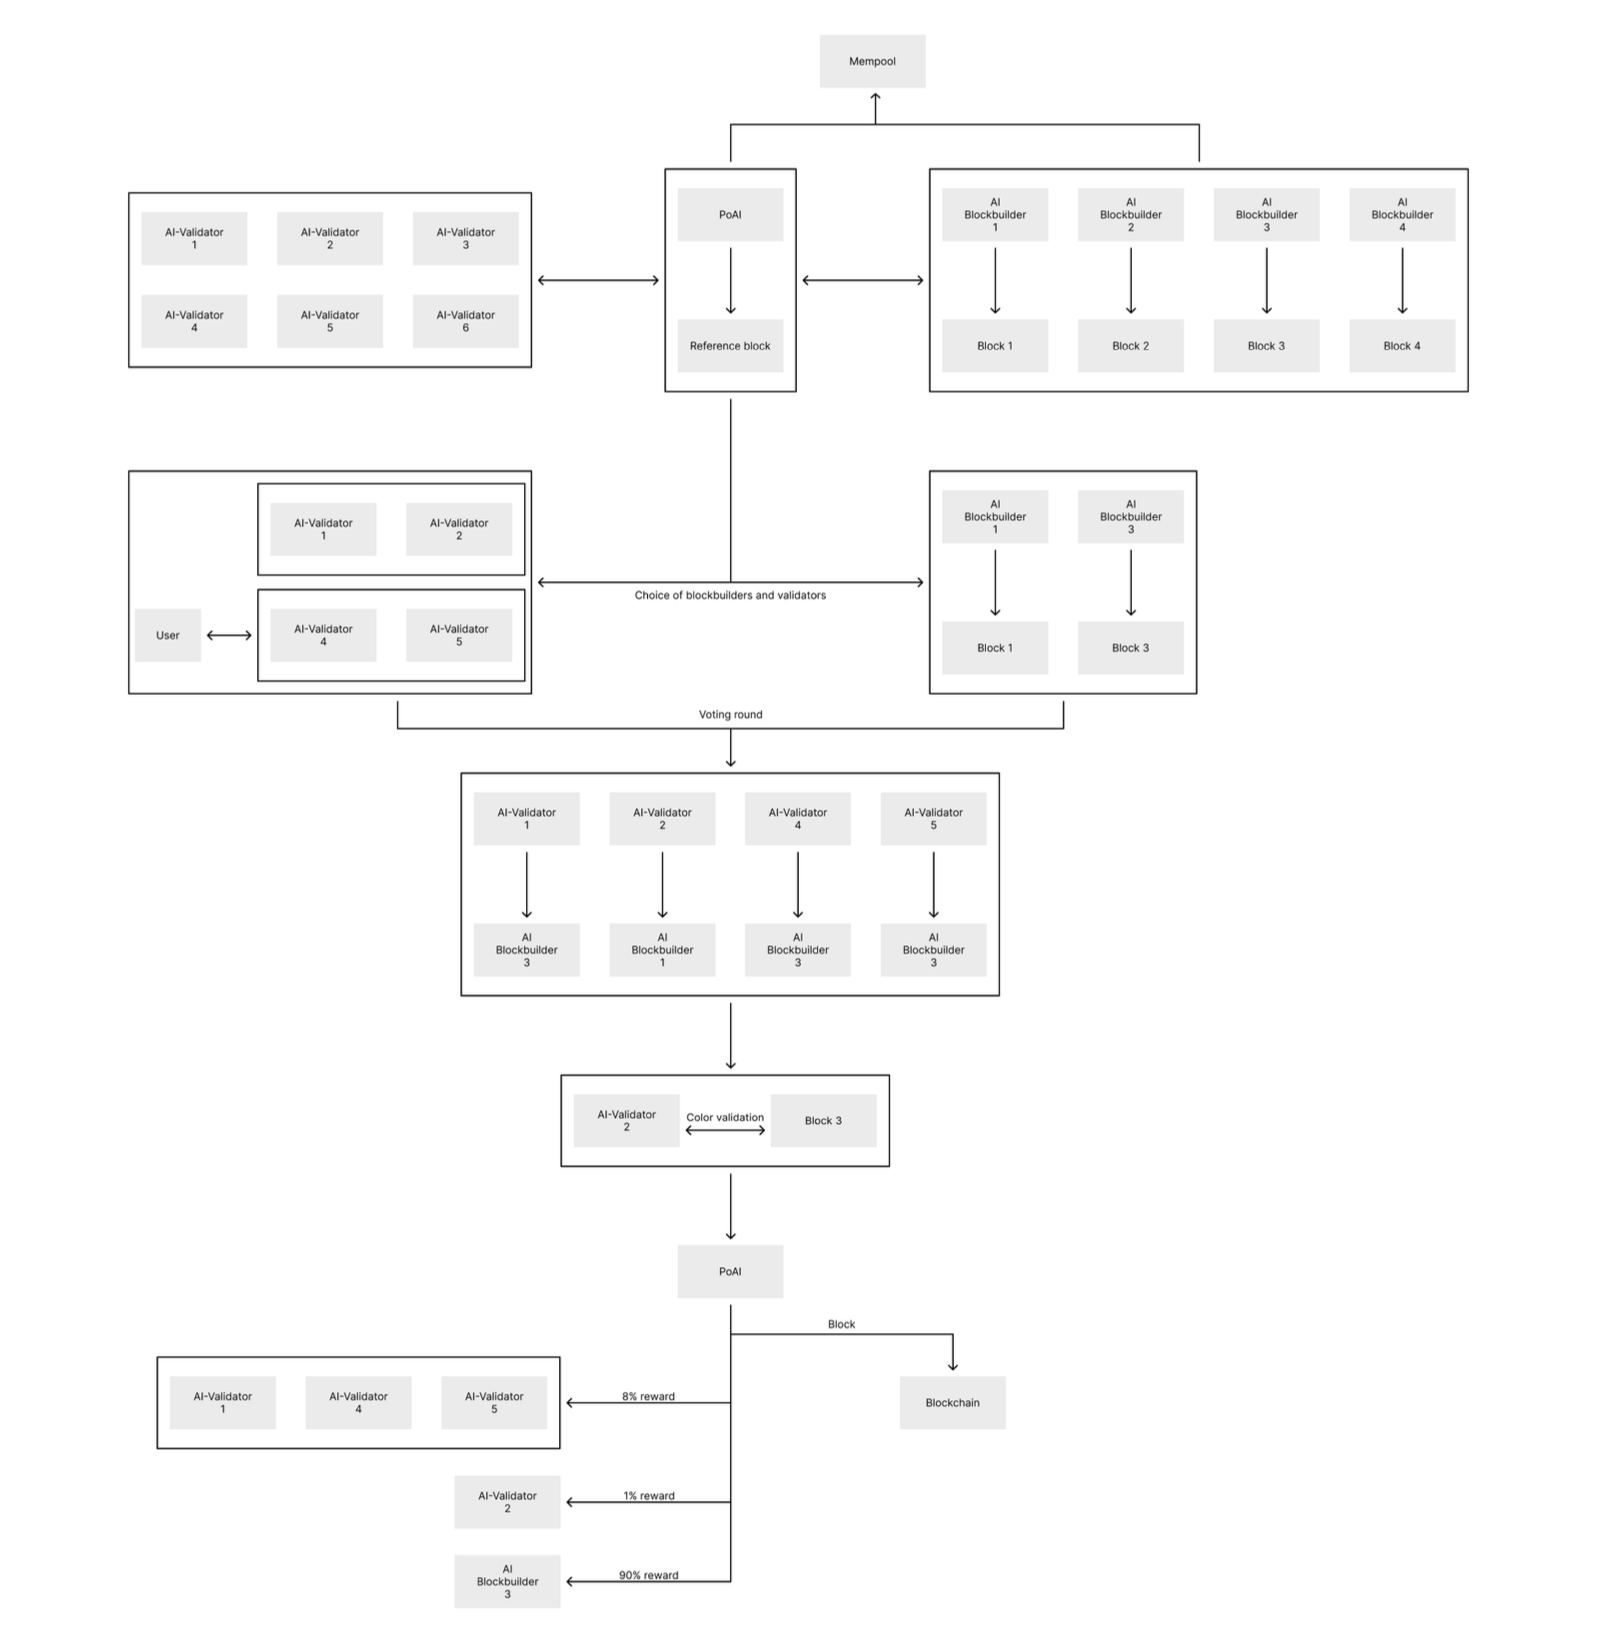 Mempool
PoAI
AI
Blockbuilder
1
AI
Blockbuilder
2
AI
Blockbuilder
3
AI
Blockbuilder
4
AI-Validator
1
AI-Validator
2
AI-Validator
3
AI-Validator
4
AI-Validator
5
AI-Validator
6
Reference block
Block 1
Block 2
Block 3
Block 4
AI-Validator
1
AI-Validator
2
AI
Blockbuilder
1
AI
Blockbuilder
3
Choice of blockbuilders and validators
User
AI-Validator
4
AI-Validator
5
Block 1
Block 3
Voting round
AI-Validator
1
AI-Validator
2
AI-Validator
4
AI-Validator
5
AI
Blockbuilder
3
AI
Blockbuilder
1
AI
Blockbuilder
3
AI
Blockbuilder
3
AI-Validator
2
Color validation
Block 3
PoAI
Block
AI-Validator
1
AI-Validator
4
AI-Validator
5
8% reward
Blockchain
AI-Validator
2
1% reward
AI
Blockbuilder
3
90% reward